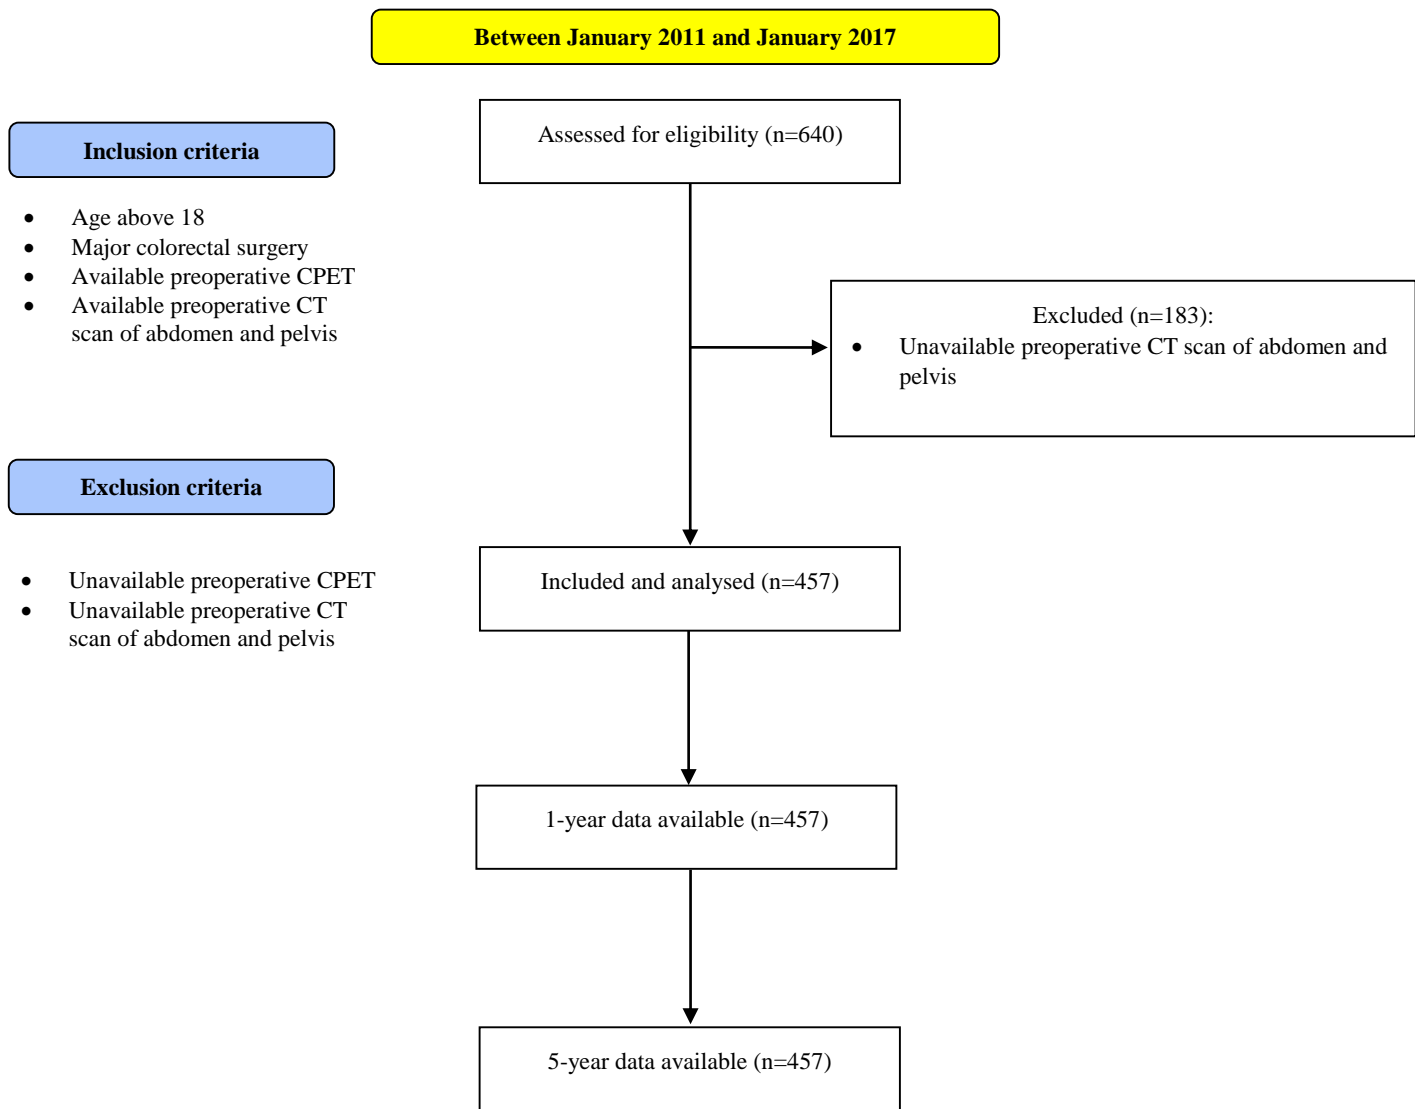 Between January 2011 and January 2017
Assessed for eligibility (n=640)
Inclusion criteria
• Age above 18
• Major colorectal surgery
• Available preoperative CPET
• Available preoperative CT
scan of abdomen and pelvis
Excluded (n=183):
• Unavailable preoperative CT scan of abdomen and
pelvis
Exclusion criteria
• Unavailable preoperative CPET
• Unavailable preoperative CT
scan of abdomen and pelvis
Included and analysed (n=457)
1-year data available (n=457)
5-year data available (n=457)